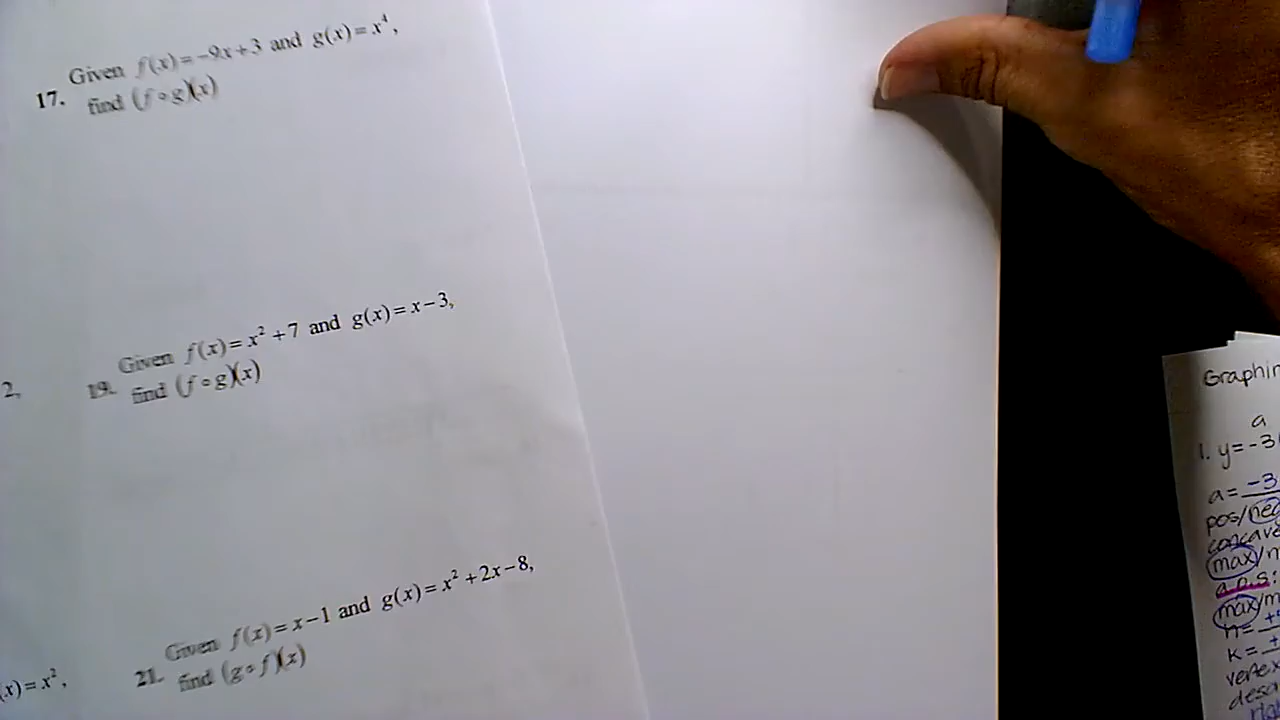 17. Given f(x) = -9x + 3 and g(x) = x⁴,
find (f ∘ g)(x)
2,
19. Given f(x) = x² + 7 and g(x) = x - 3,
find (f ∘ g)(x)
(x) = x²,
21. Given f(x) = x - 1 and g(x) = x² + 2x - 8,
find (g ∘ f)(x)
Graphin
a
1. y = -3
a = -3
pos/neg
concave
max/m
a.o.s:
max/m
h = +
k = +
vertex
desc